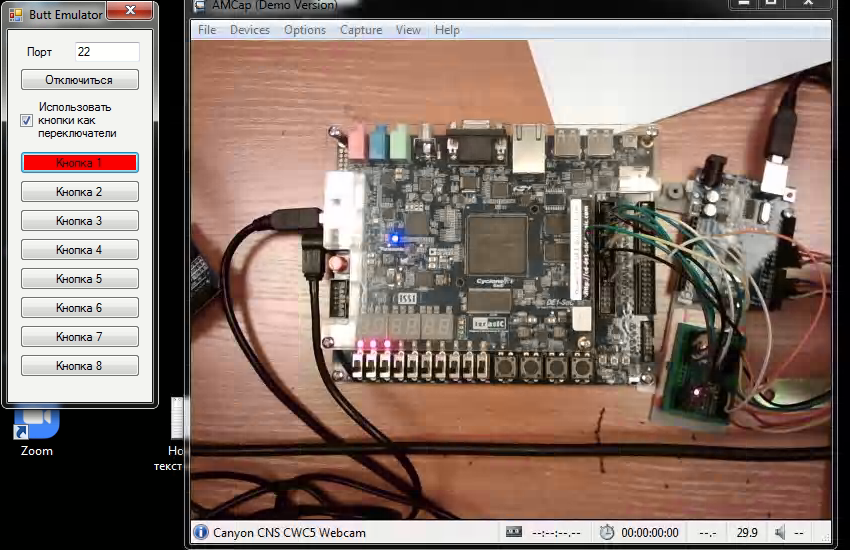 Butt Emulator
Порт
22
Отключиться
Использовать
кнопки как
переключатели
Кнопка 1
Кнопка 2
Кнопка 3
Кнопка 4
Кнопка 5
Кнопка 6
Кнопка 7
Кнопка 8
Zoom
Но
текст
AMCap (Demo Version)
File Devices Options Capture View Help
Cyclone V
DE1-SoC
ISSI
terasic
Canyon CNS CWC5 Webcam
--:--:--.--
00:00:00:00
--.-
29.9
--